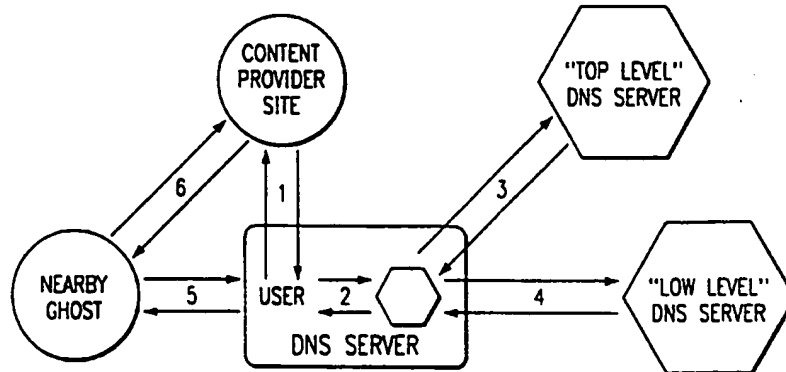 CONTENT
PROVIDER
SITE
"TOP LEVEL"
DNS SERVER
6
1
3
NEARBY
GHOST
5
USER
2
4
"LOW LEVEL"
DNS SERVER
DNS SERVER